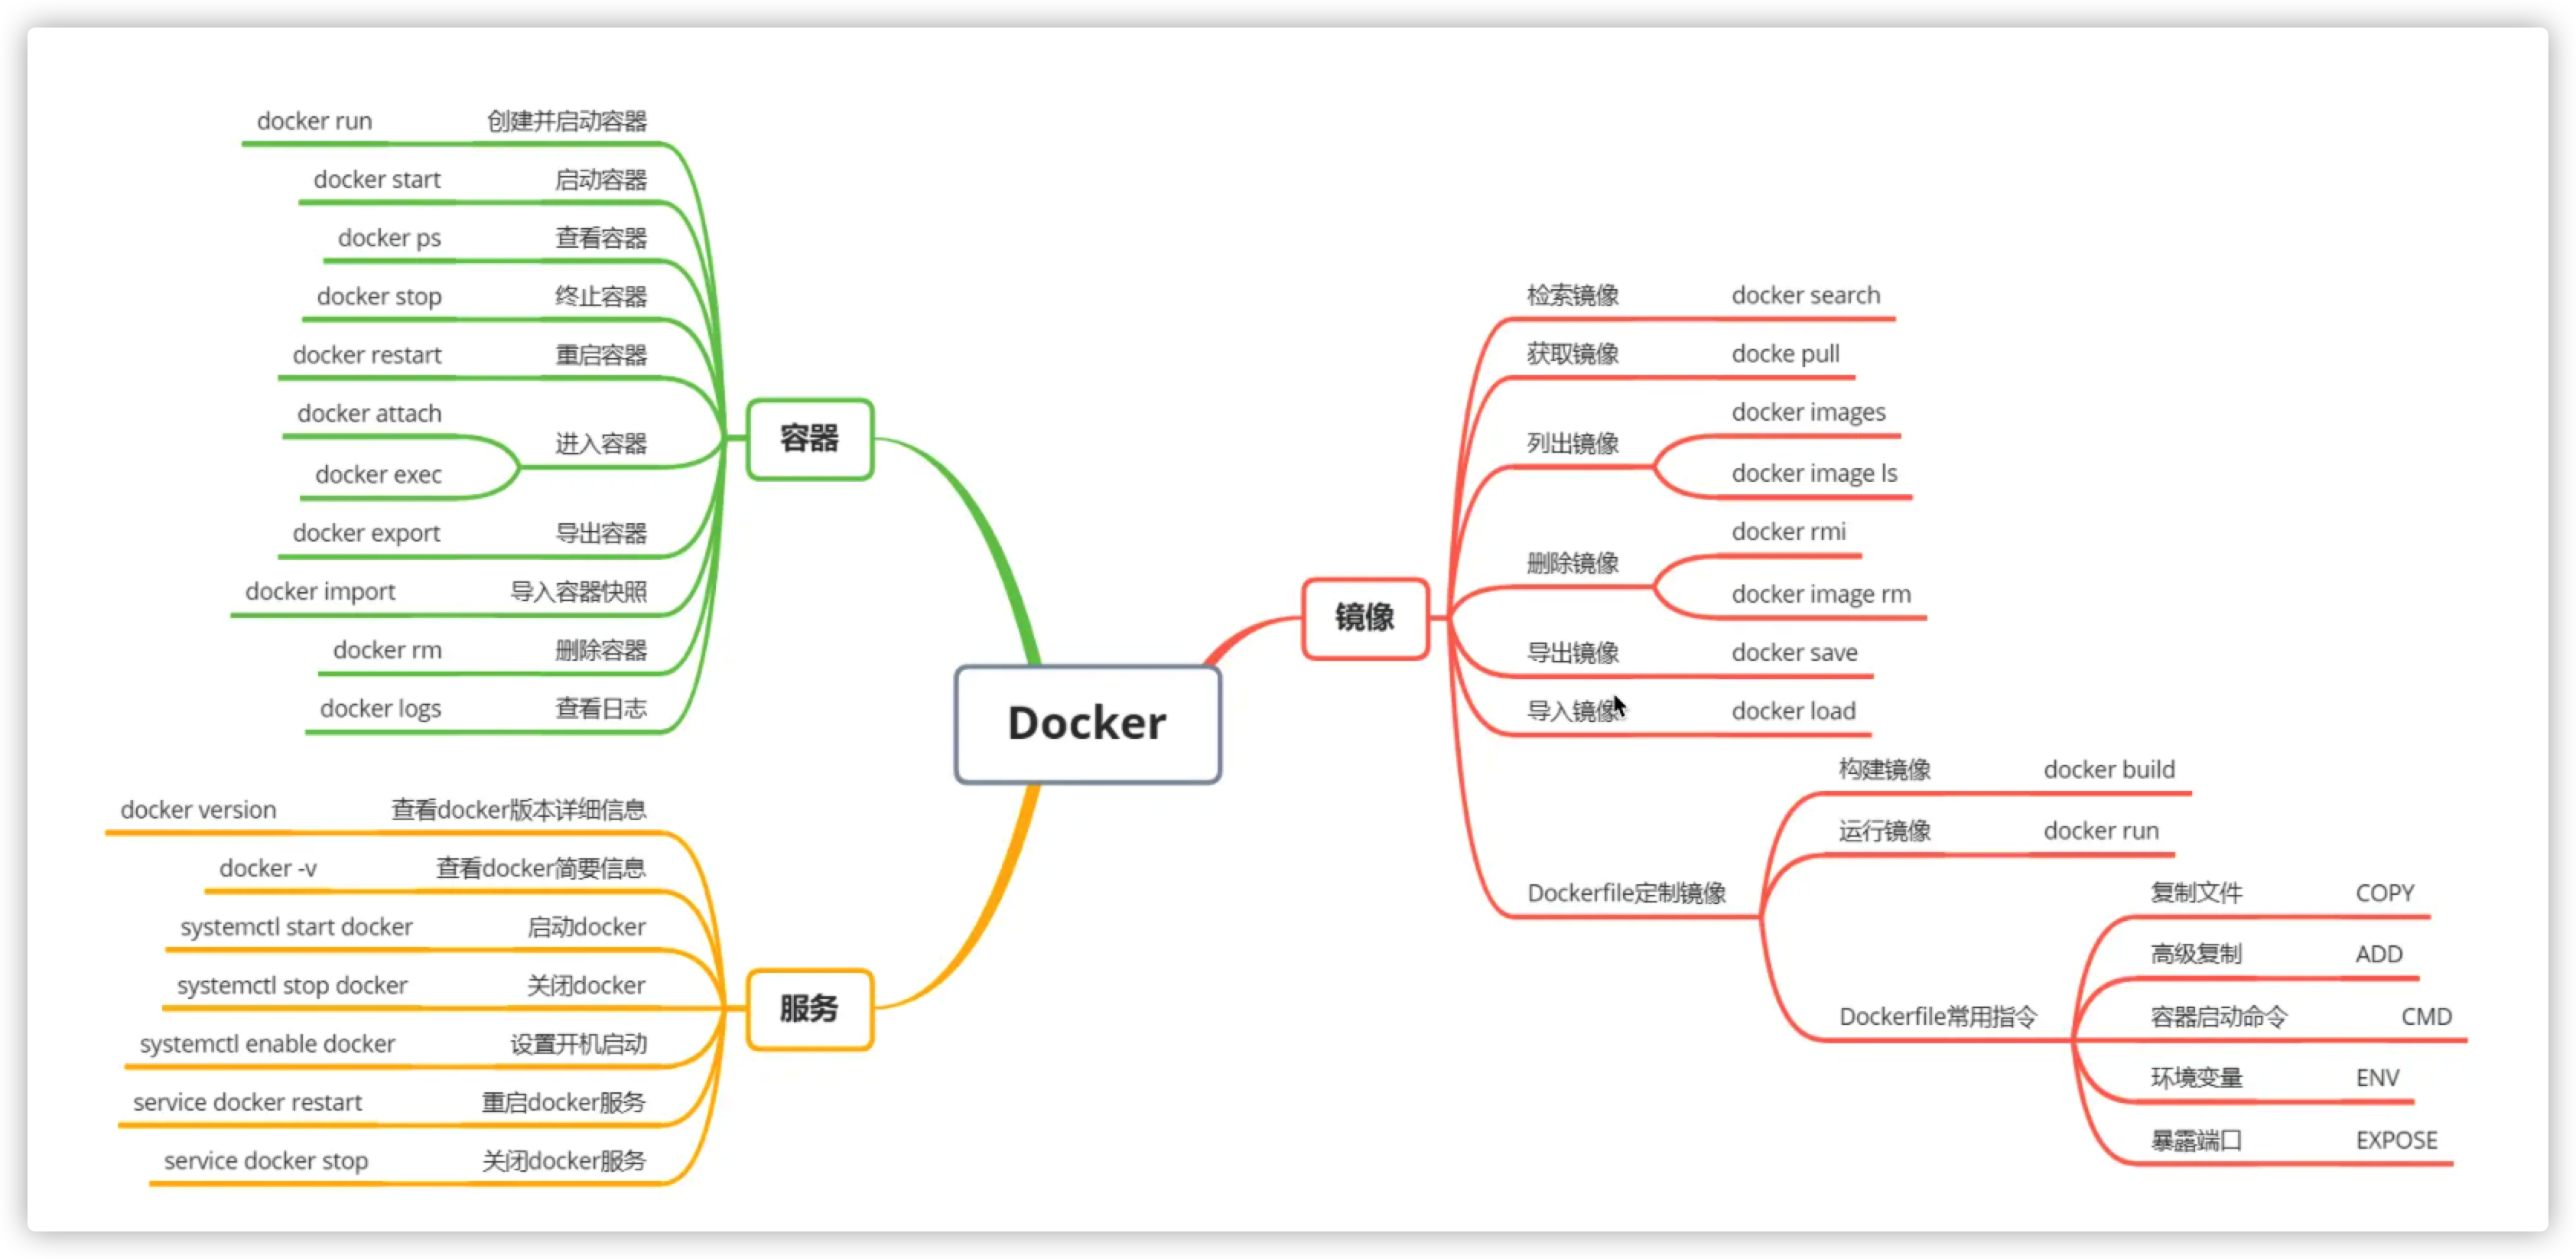 docker run 创建并启动容器
docker start 启动容器
docker ps 查看容器
docker stop 终止容器
docker restart 重启容器
docker attach
进入容器
docker exec
docker export 导出容器
docker import 导入容器快照
docker rm 删除容器
docker logs 查看日志
容器
Docker
docker version 查看docker版本详细信息
docker -v 查看docker简要信息
systemctl start docker 启动docker
systemctl stop docker 关闭docker
systemctl enable docker 设置开机启动
service docker restart 重启docker服务
service docker stop 关闭docker服务
服务
镜像
检索镜像 docker search
获取镜像 docke pull
列出镜像
docker images
docker image ls
删除镜像
docker rmi
docker image rm
导出镜像 docker save
导入镜像 docker load
Dockerfile定制镜像
构建镜像 docker build
运行镜像 docker run
Dockerfile常用指令
复制文件 COPY
高级复制 ADD
容器启动命令 CMD
环境变量 ENV
暴露端口 EXPOSE